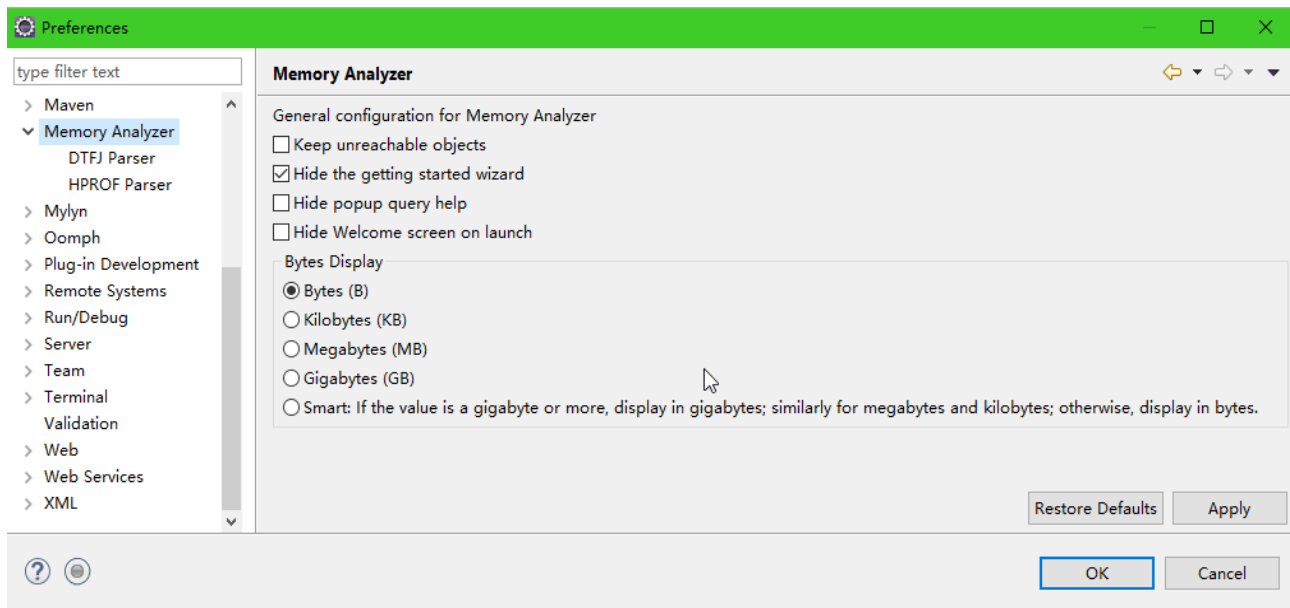 Preferences
type filter text
Maven
Memory Analyzer
DTFJ Parser
HPROF Parser
Mylyn
Oomph
Plug-in Development
Remote Systems
Run/Debug
Server
Team
Terminal
Validation
Web
Web Services
XML
Memory Analyzer
General configuration for Memory Analyzer
Keep unreachable objects
Hide the getting started wizard
Hide popup query help
Hide Welcome screen on launch
Bytes Display
Bytes (B)
Kilobytes (KB)
Megabytes (MB)
Gigabytes (GB)
Smart: If the value is a gigabyte or more, display in gigabytes; similarly for megabytes and kilobytes; otherwise, display in bytes.
Restore Defaults Apply
OK Cancel